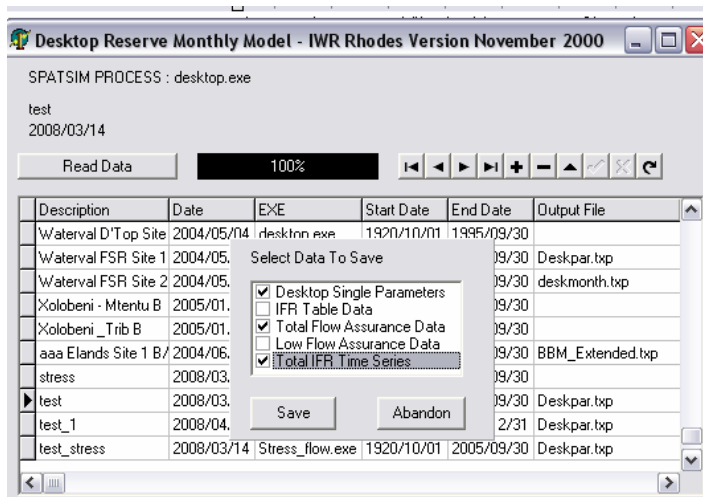 Desktop Reserve Monthly Model - IWR Rhodes Version November 2000
SPATSIM PROCESS : desktop.exe
test
2008/03/14
Read Data 100%
Description Date EXE Start Date End Date Output File
Waterval D'Top Site 2004/05/04 desktop.exe 1920/10/01 1995/09/30
Waterval FSR Site 1 2004/05. 09/30 Deskpar.txp
Waterval FSR Site 2 2004/05. 09/30 deskmonth.txp
Xolobeni - Mtentu B 2005/01. 09/30
Xolobeni _Trib B 2005/01. 09/30
aaa Elands Site 1 B/ 2004/06. 09/30 BBM_Extended.txp
stress 2008/03. 09/30
test 2008/03. 09/30 Deskpar.txp
test_1 2008/04. 2/31 Deskpar.txp
test_stress 2008/03/14 Stress_flow.exe 1920/10/01 2005/09/30 Deskpar.txp
Select Data To Save
Desktop Single Parameters
IFR Table Data
Total Flow Assurance Data
Low Flow Assurance Data
Total IFR Time Series
Save Abandon